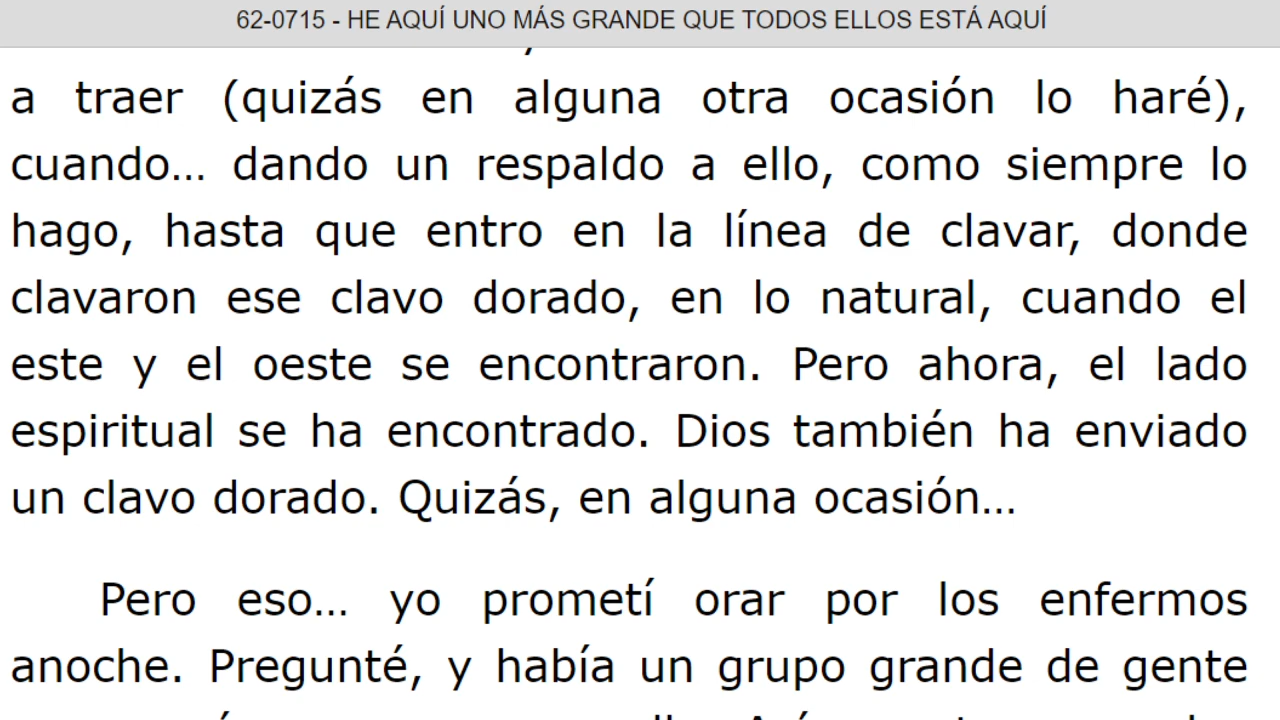 62-0715 - HE AQUÍ UNO MÁS GRANDE QUE TODOS ELLOS ESTÁ AQUÍ
a traer (quizás en alguna otra ocasión lo haré),
cuando… dando un respaldo a ello, como siempre lo
hago, hasta que entro en la línea de clavar, donde
clavaron ese clavo dorado, en lo natural, cuando el
este y el oeste se encontraron. Pero ahora, el lado
espiritual se ha encontrado. Dios también ha enviado
un clavo dorado. Quizás, en alguna ocasión…
Pero eso… yo prometí orar por los enfermos
anoche. Pregunté, y había un grupo grande de gente